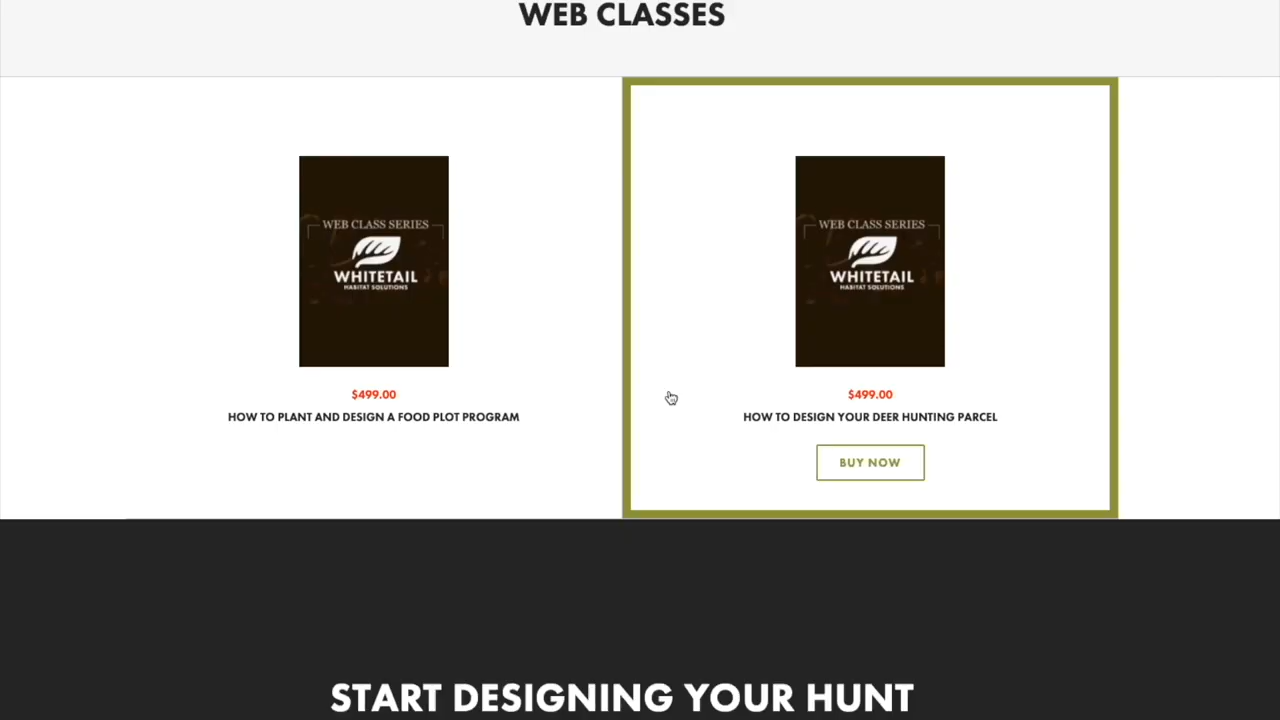 WEB CLASSES
WEB CLASS SERIES
WHITETAIL
HABITAT SOLUTIONS
$499.00
HOW TO PLANT AND DESIGN A FOOD PLOT PROGRAM
WEB CLASS SERIES
WHITETAIL
HABITAT SOLUTIONS
$499.00
HOW TO DESIGN YOUR DEER HUNTING PARCEL
BUY NOW
START DESIGNING YOUR HUNT